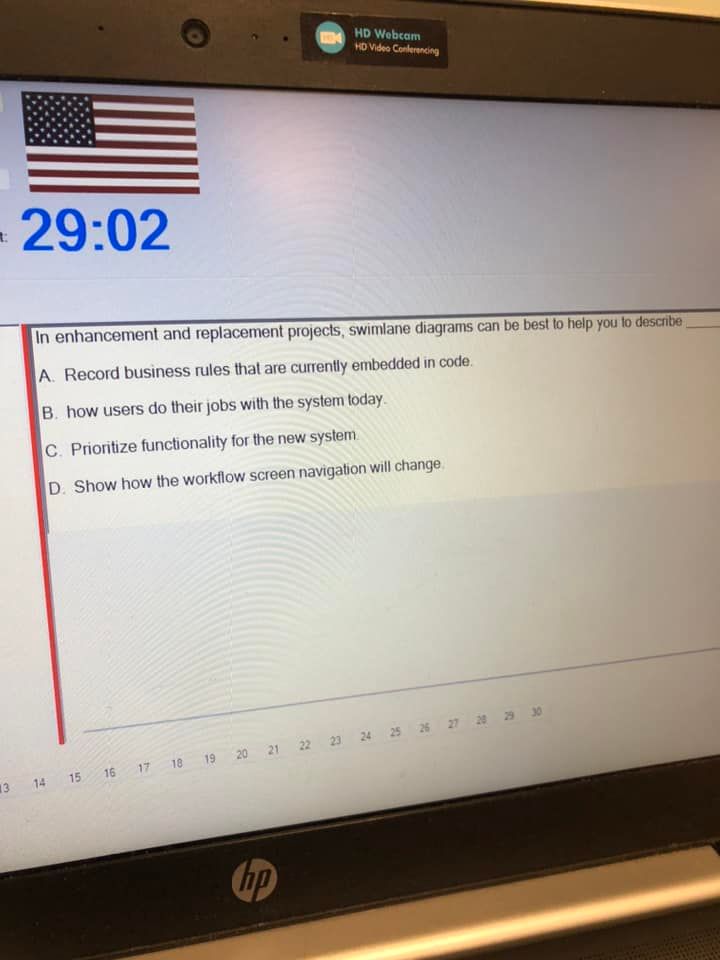 HD
HD Webcam
HD Video Conferencing
t:
29:02
In enhancement and replacement projects, swimlane diagrams can be best to help you to describe ____
A. Record business rules that are currently embedded in code.
B. how users do their jobs with the system today.
C. Prioritize functionality for the new system.
D. Show how the workflow screen navigation will change.
13 14 15 16 17 18 19 20 21 22 23 24 25 26 27 28 29 30
hp